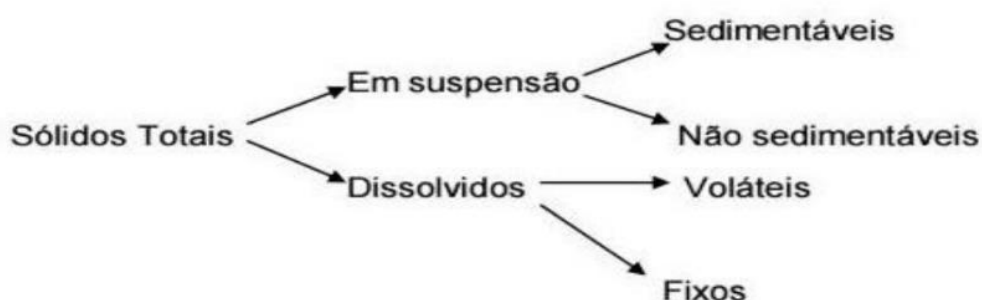 Sedimentáveis
Em suspensão
Sólidos Totais
Não sedimentáveis
Dissolvidos
Voláteis
Fixos